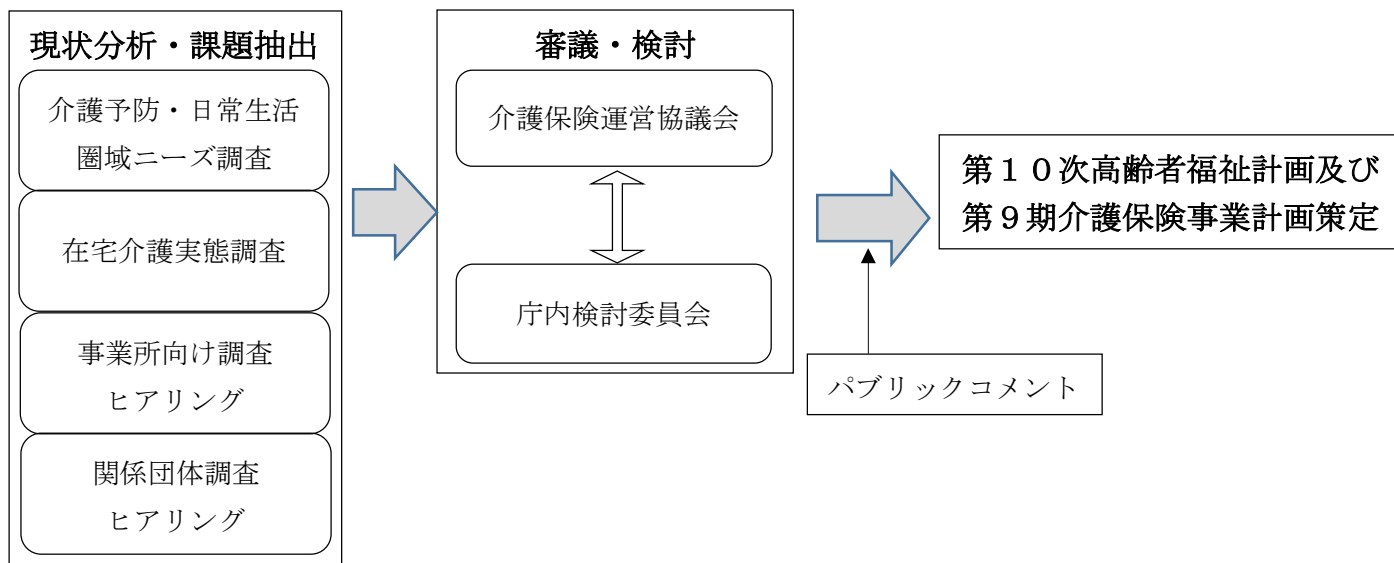 現状分析・課題抽出
介護予防・日常生活
圏域ニーズ調査
在宅介護実態調査
事業所向け調査
ヒアリング
関係団体調査
ヒアリング
審議・検討
介護保険運営協議会
庁内検討委員会
第１０次高齢者福祉計画及び
第９期介護保険事業計画策定
パブリックコメント